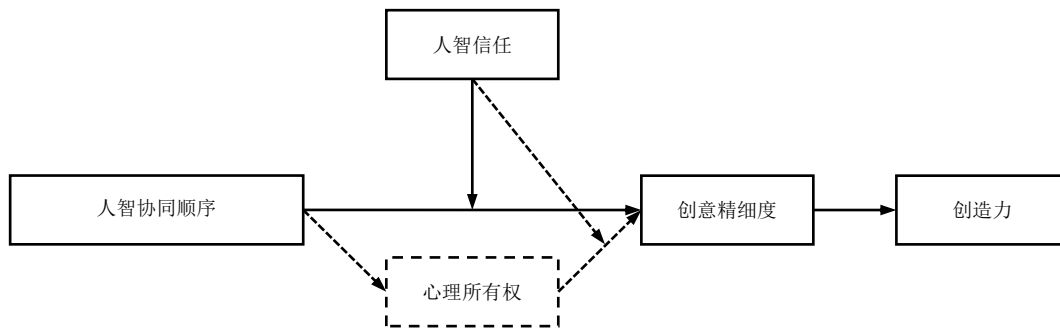 人智信任
人智协同顺序
创意精细度
创造力
心理所有权